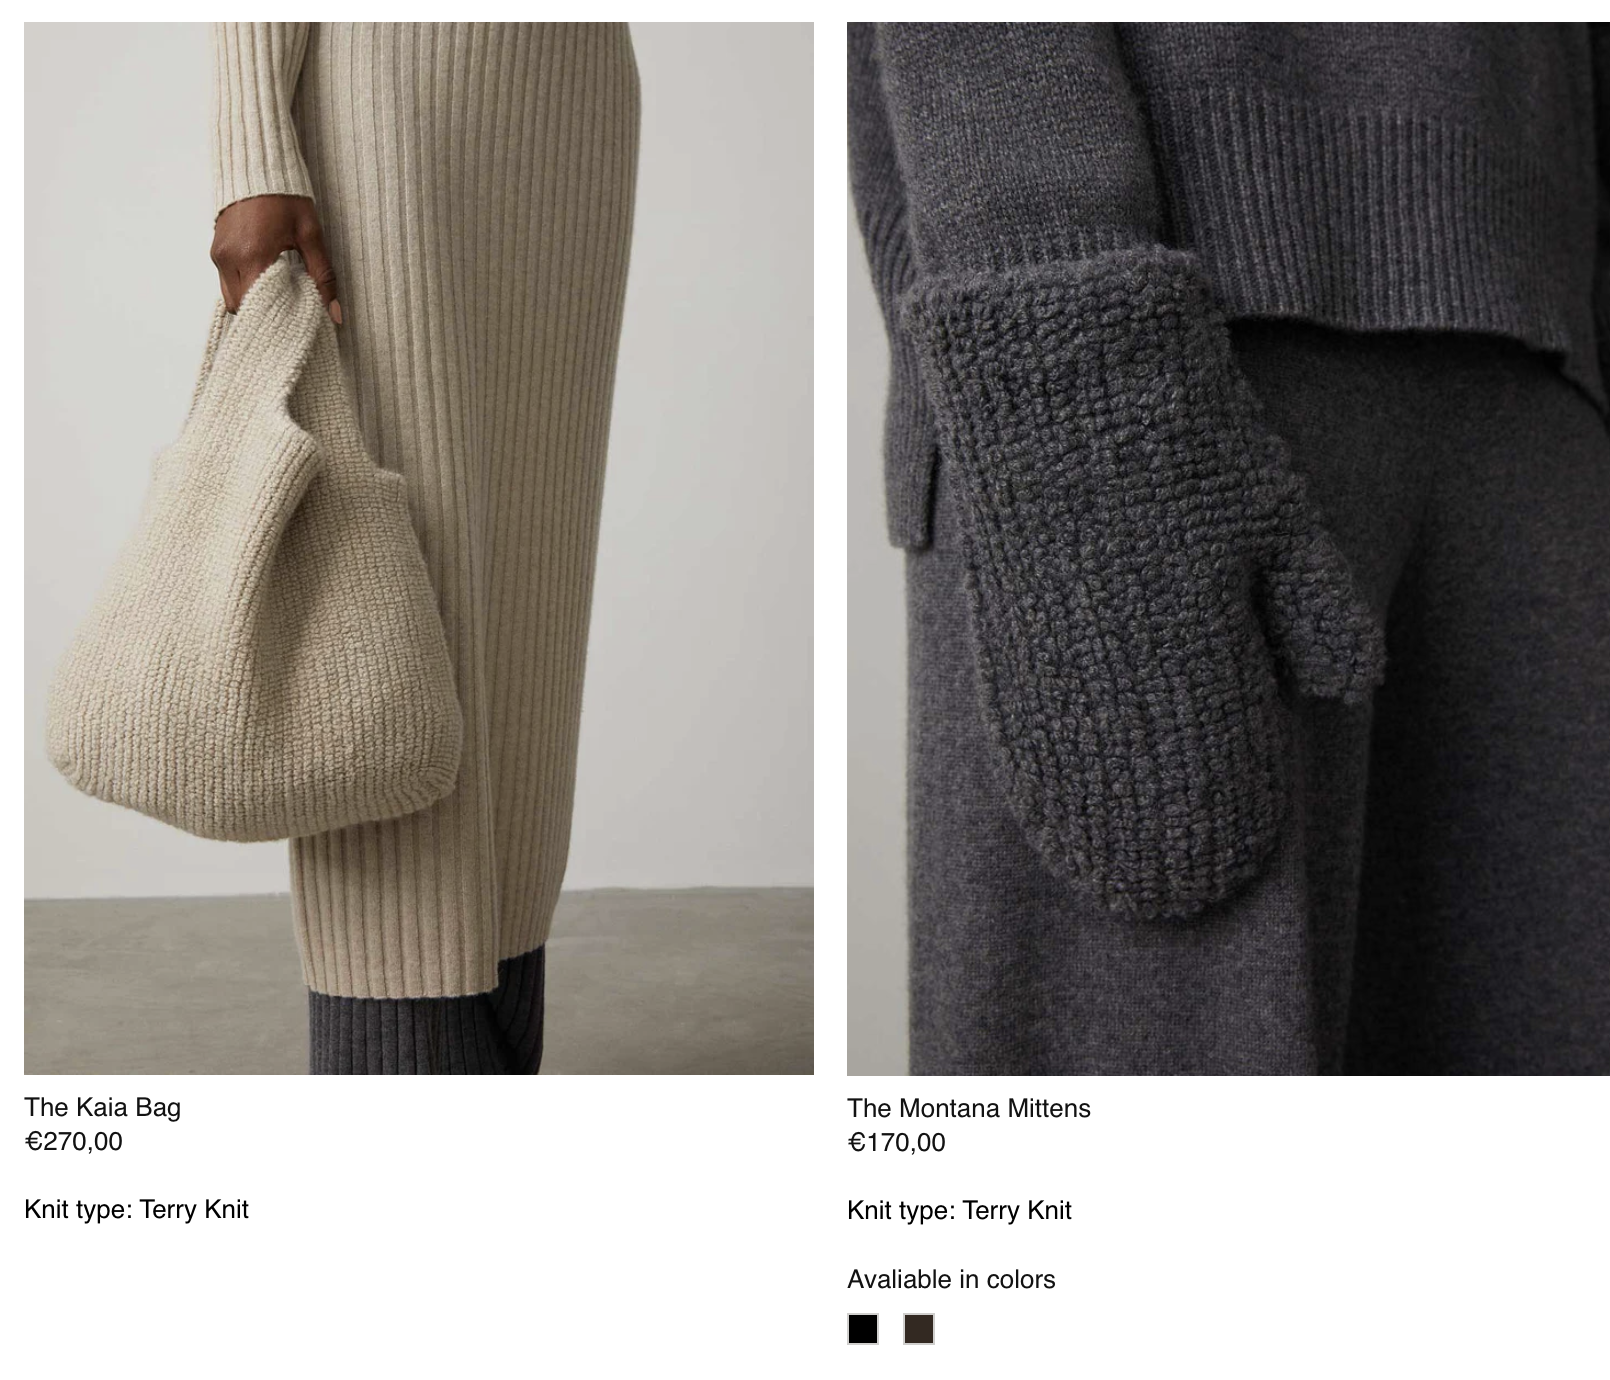 The Kaia Bag
€270,00
Knit type: Terry Knit
The Montana Mittens
€170,00
Knit type: Terry Knit
Avaliable in colors